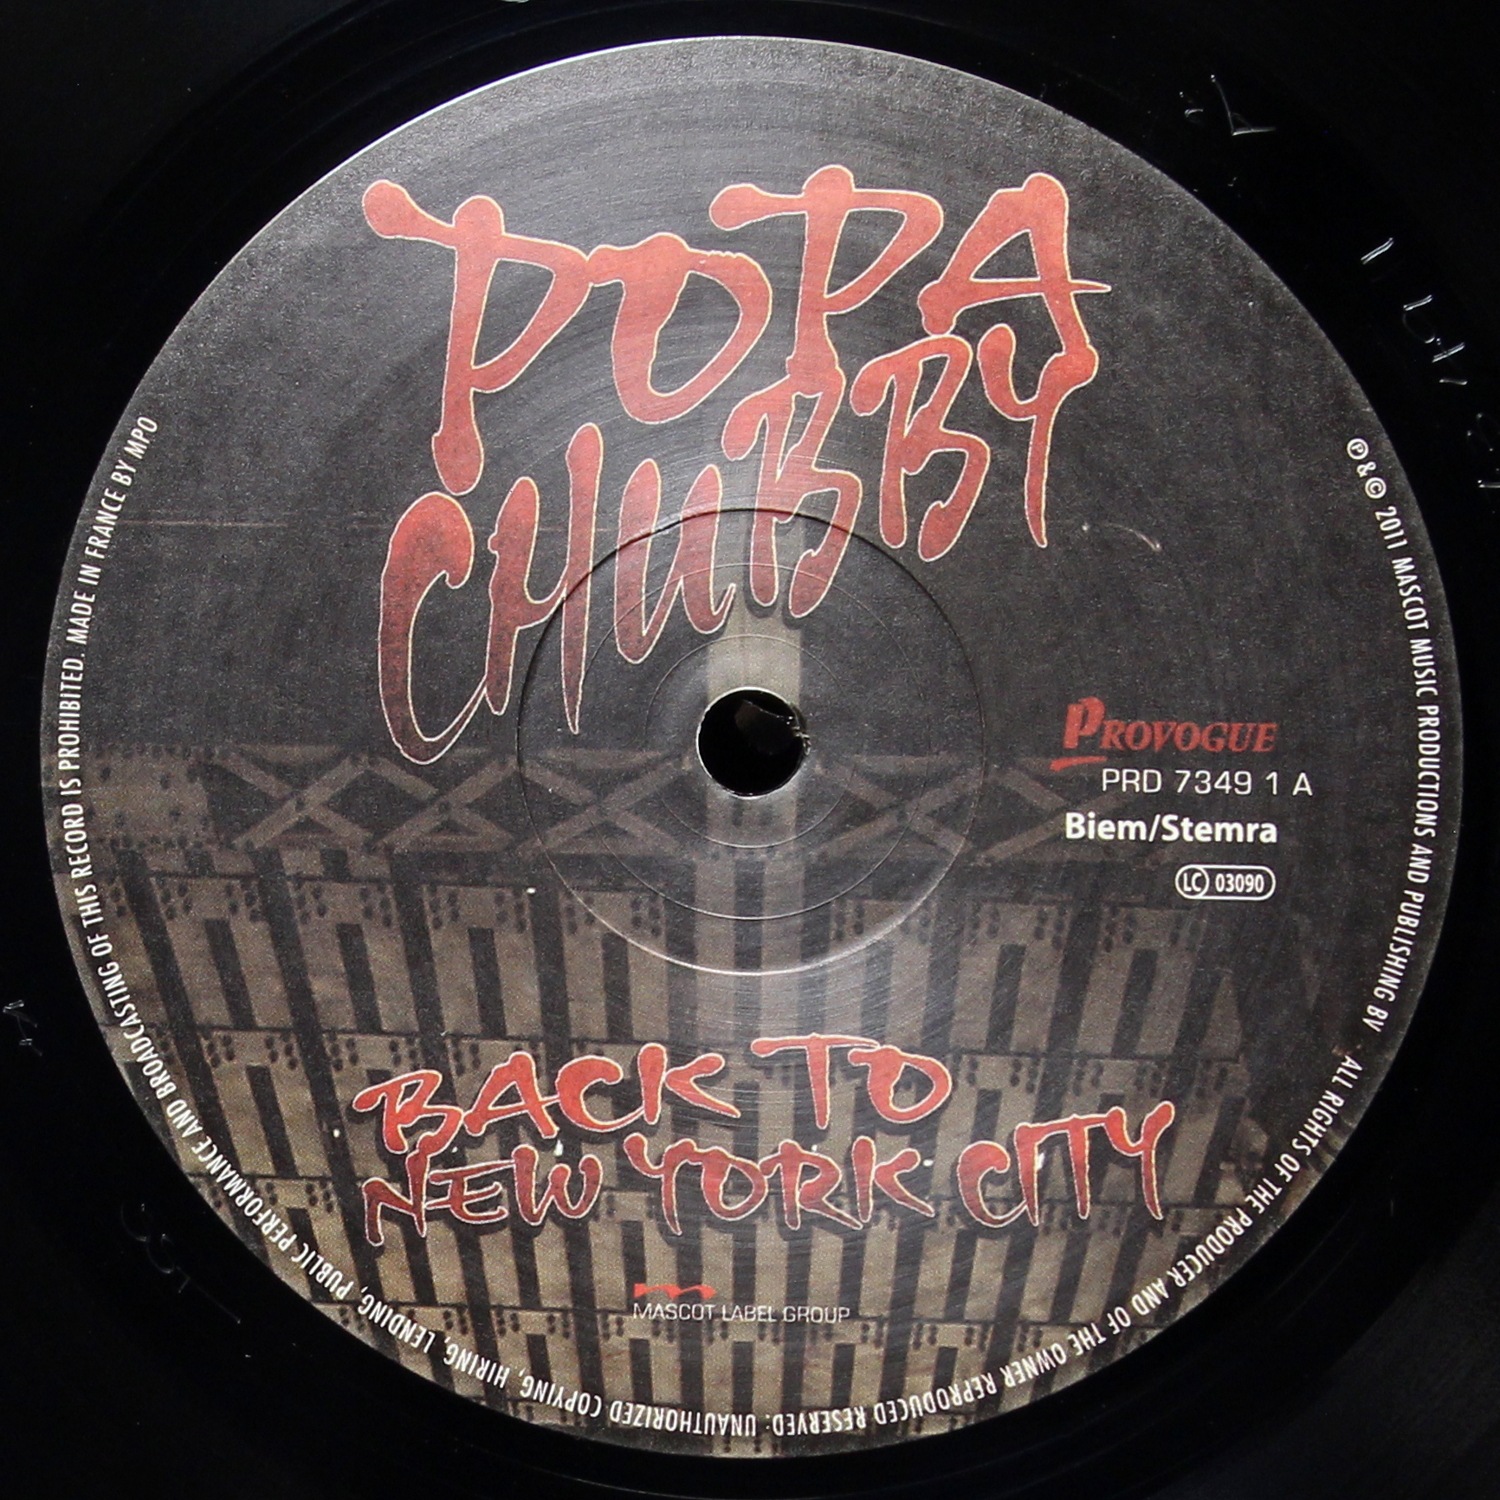 POPA
CHUBBY
PROVOGUE
PRD 7349 1 A
Biem/Stemra
LC 03090
BACK TO
NEW YORK CITY
MASCOT LABEL GROUP
℗&© 2011 MASCOT MUSIC PRODUCTIONS AND PUBLISHING BV ALL RIGHTS OF THE PRODUCER AND OF THE OWNER REPRODUCED RESERVED: UNAUTHORIZED COPYING, HIRING, LENDING, PUBLIC PERFORMANCE AND BROADCASTING OF THIS RECORD IS PROHIBITED. MADE IN FRANCE BY MPO